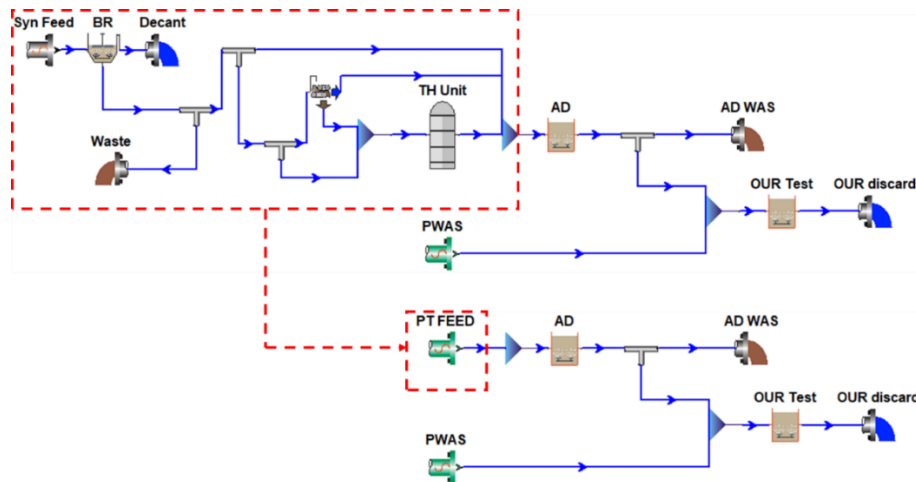 Syn Feed
BR
Decant
TH Unit
AD
AD WAS
Waste
OUR Test
OUR discard
PWAS
PT FEED
AD
AD WAS
OUR Test
OUR discard
PWAS